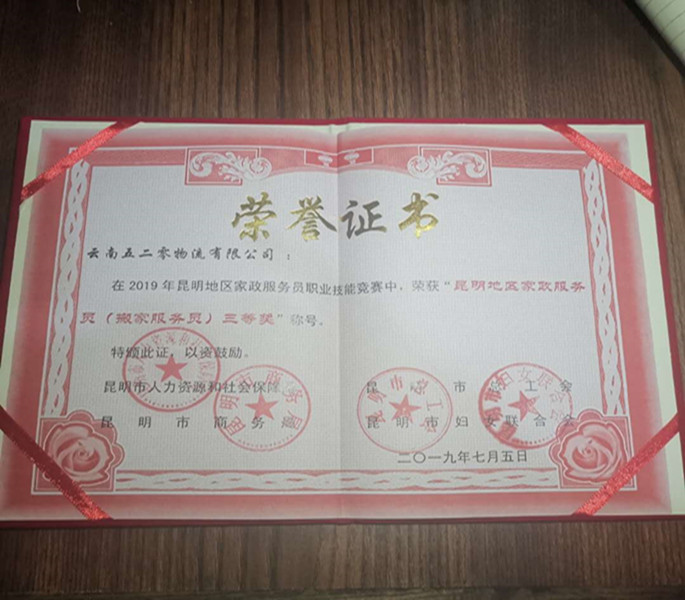 荣誉证书
云南五二零物流有限公司：
在2019年昆明地区家政服务员职业技能竞赛中，荣获“昆明地区家政服务
员（搬家服务员）三等奖”称号。
特颁此证，以资鼓励。
昆明市人力资源和社会保障 昆明市总工会
昆明市商务局 昆明市妇女联合会
二〇一九年七月五日